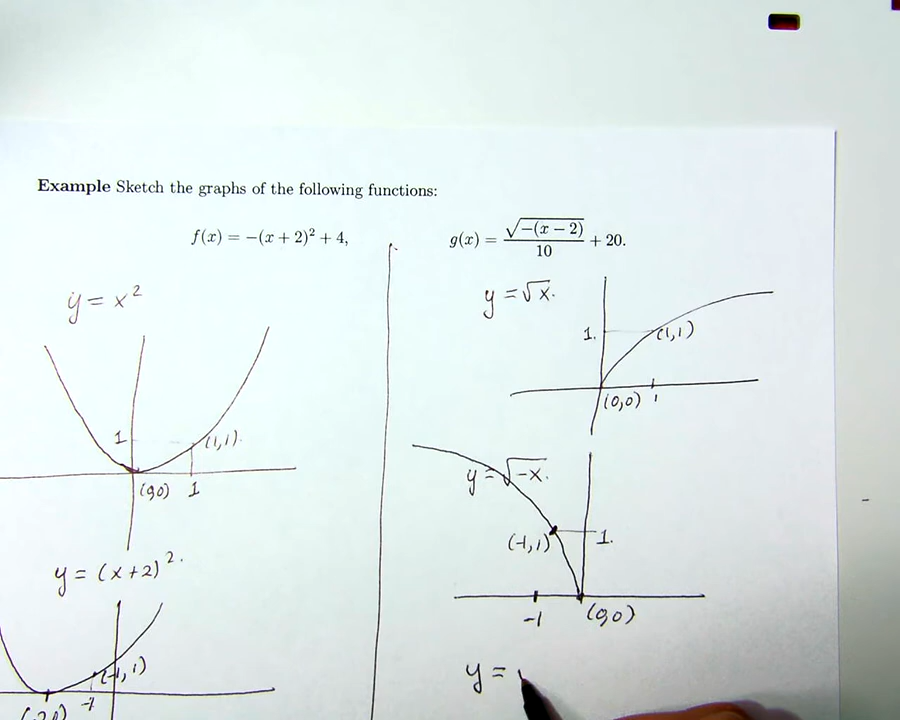 Example Sketch the graphs of the following functions:
f(x) = −(x + 2)² + 4,
g(x) = √(−(x − 2))/10 + 20.
y = x²
1
(1,1).
(0,0)
1
y = (x+2)².
(-1,1)
-1
y = √x.
1.
(1,1)
(0,0)
1
y = √-x.
(-1,1)
1.
-1
(0,0)
y =